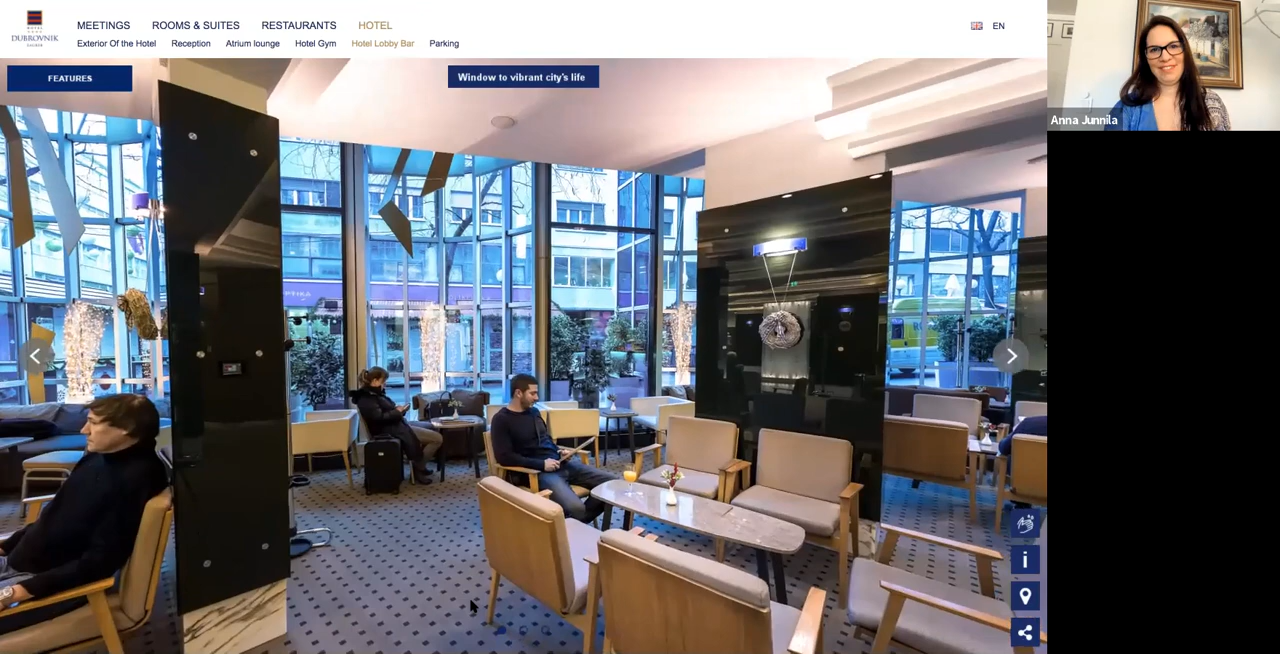 HOTEL
DUBROVNIK
ZAGREB
MEETINGS ROOMS & SUITES RESTAURANTS HOTEL
EN
Exterior Of the Hotel Reception Atrium lounge Hotel Gym Hotel Lobby Bar Parking
FEATURES
Window to vibrant city's life
Anna Junnila
i